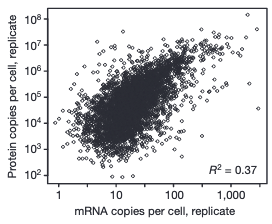 Protein copies per cell, replicate
10⁸
10⁷
10⁶
10⁵
10⁴
10³
10²
R² = 0.37
1 10 100 1,000
mRNA copies per cell, replicate